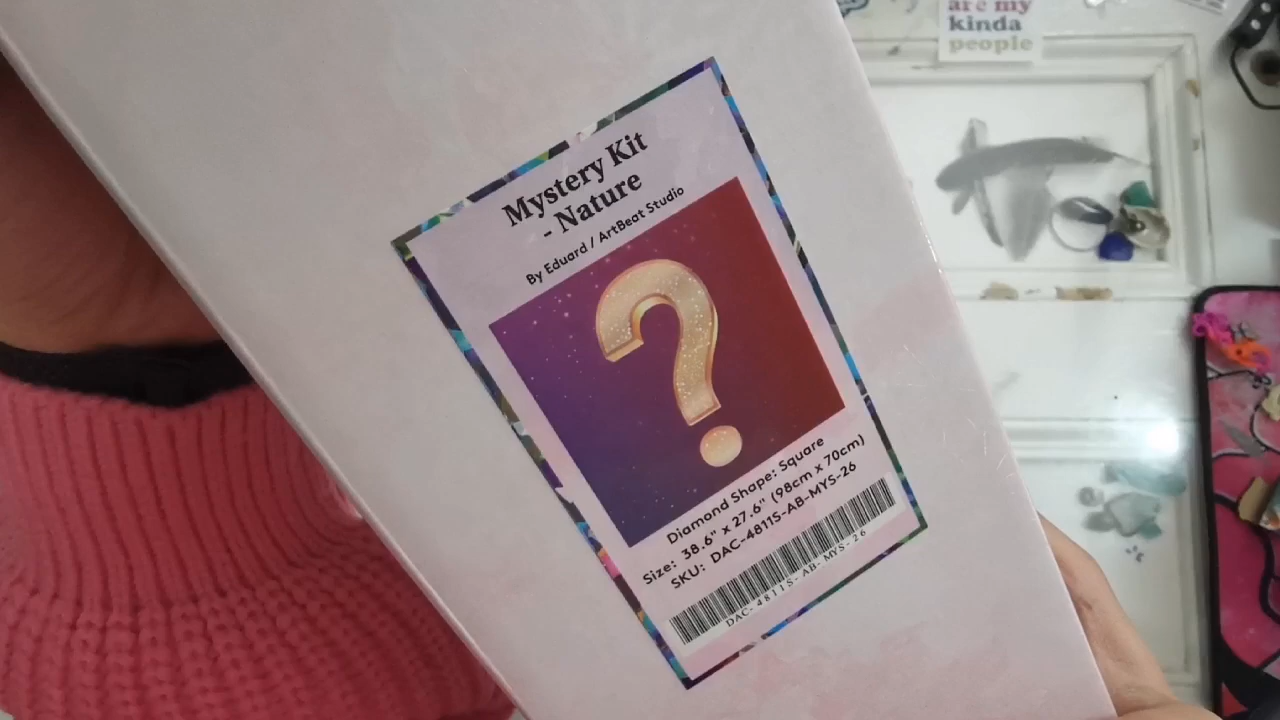 are my
kinda
people
Mystery Kit
- Nature
By Eduard / ArtBeat Studio
Diamond Shape: Square
Size: 38.6" x 27.6" (98cm x 70cm)
SKU: DAC-4811S-AB-MYS-26
DAC- 4811S- AB- MYS- 26